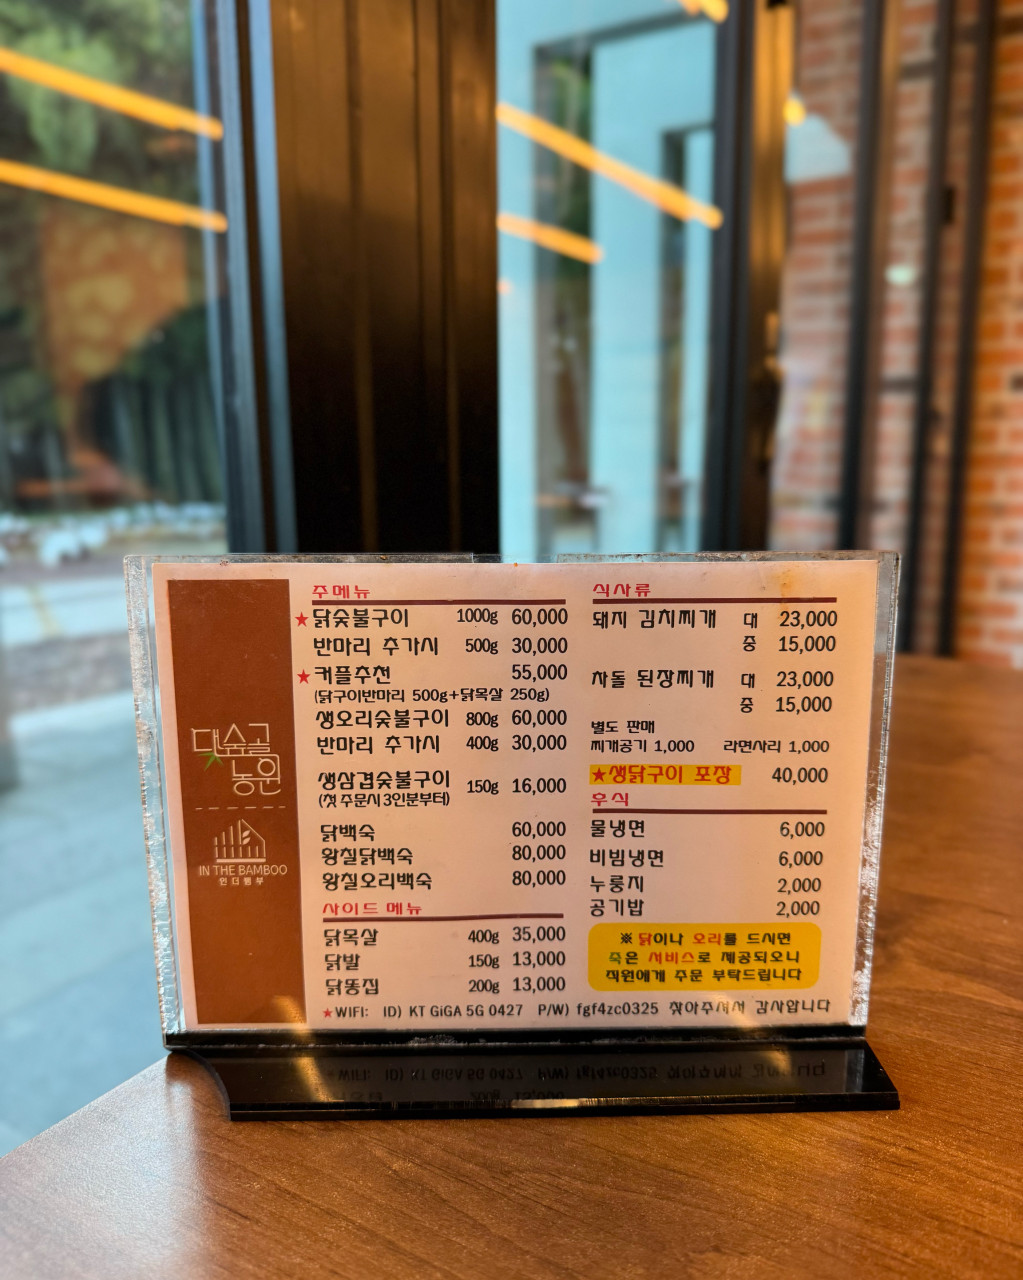 댓숲골
농원
IN THE BAMBOO
인더뱀부
주메뉴
★닭숯불구이 1000g 60,000
반마리 추가시 500g 30,000
★커플추천 55,000
(닭구이반마리 500g+닭목살 250g)
생오리숯불구이 800g 60,000
반마리 추가시 400g 30,000
생삼겹숯불구이 150g 16,000
(첫 주문시 3인분부터)
닭백숙 60,000
왕칠닭백숙 80,000
왕칠오리백숙 80,000
사이드 메뉴
닭목살 400g 35,000
닭발 150g 13,000
닭똥집 200g 13,000
식사류
돼지 김치찌개 대 23,000
중 15,000
차돌 된장찌개 대 23,000
중 15,000
별도 판매
찌개공기 1,000 라면사리 1,000
★생닭구이 포장 40,000
후식
물냉면 6,000
비빔냉면 6,000
누룽지 2,000
공기밥 2,000
※ 닭이나 오리를 드시면
죽은 서비스로 제공되오니
직원에게 주문 부탁드립니다
★WIFI: ID) KT GiGA 5G 0427 P/W) fgf4zc0325 찾아주셔서 감사합니다